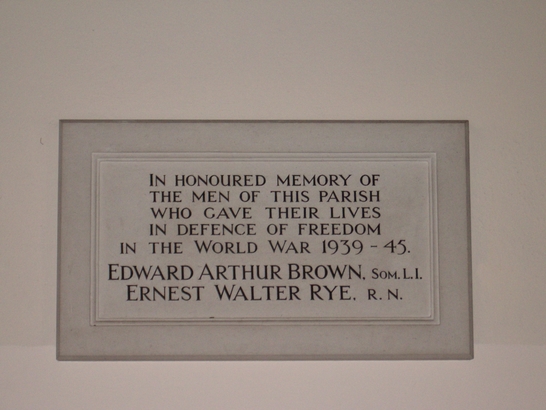 IN HONOURED MEMORY OF
THE MEN OF THIS PARISH
WHO GAVE THEIR LIVES
IN DEFENCE OF FREEDOM
IN THE WORLD WAR 1939 - 45.
EDWARD ARTHUR BROWN, SOM. L.I.
ERNEST WALTER RYE, R. N.